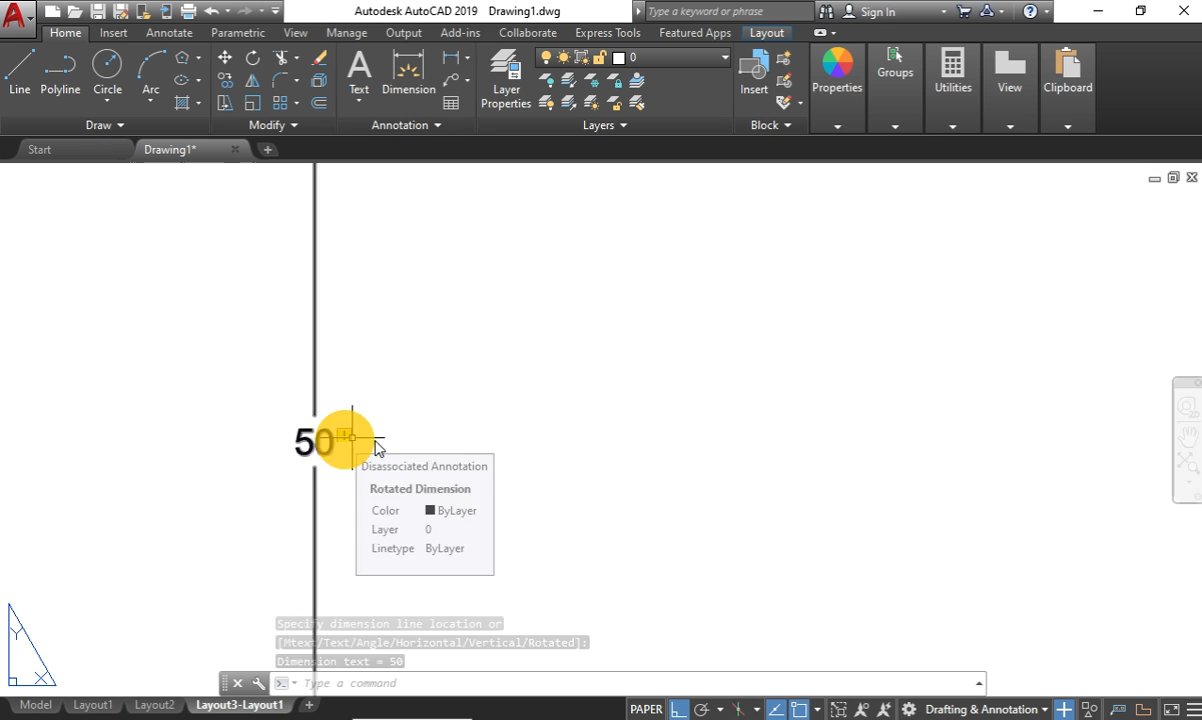 Autodesk AutoCAD 2019 Drawing1.dwg
Type a keyword or phrase
Sign In
Home Insert Annotate Parametric View Manage Output Add-ins Collaborate Express Tools Featured Apps Layout
Line Polyline Circle Arc
Text Dimension
Layer Properties
0
Insert
Properties Groups Utilities View Clipboard
Draw Modify Annotation Layers Block
Start Drawing1*
50
!
Disassociated Annotation
Rotated Dimension
Color ByLayer
Layer 0
Linetype ByLayer
Y
X
Specify dimension line location or
[Mtext/Text/Angle/Horizontal/Vertical/Rotated]:
Dimension text = 50
Type a command
Model Layout1 Layout2 Layout3-Layout1
PAPER
Drafting & Annotation